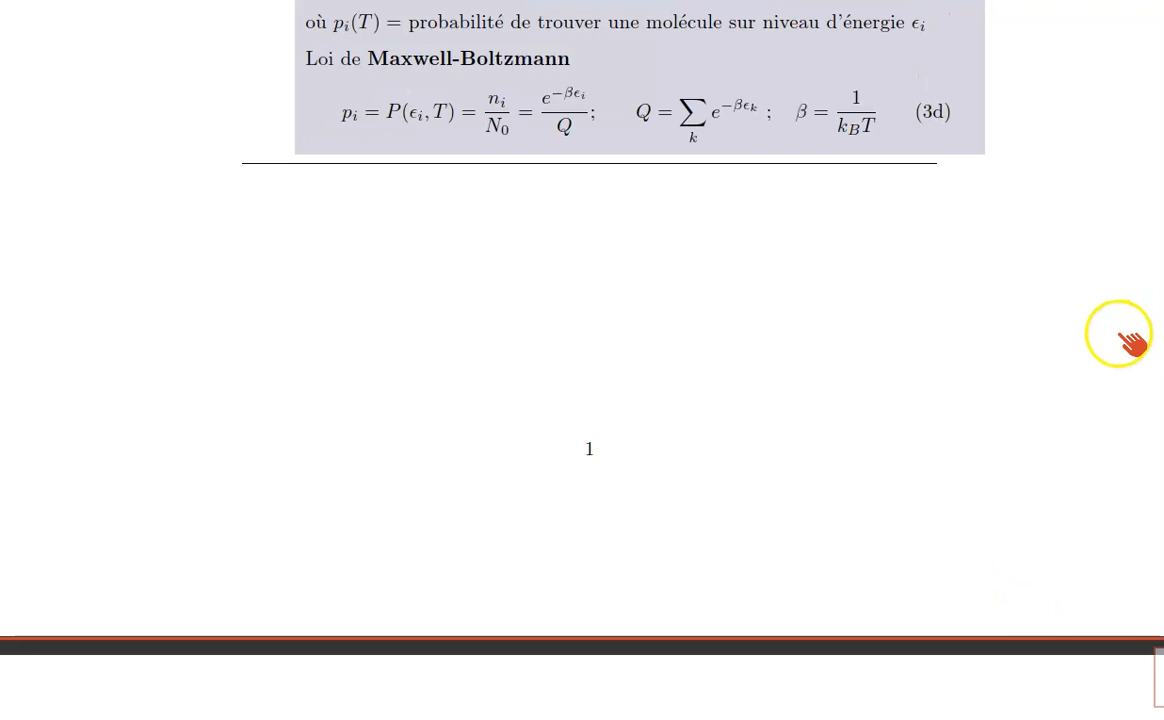 où p_i(T) = probabilité de trouver une molécule sur niveau d'énergie ϵ_i
Loi de Maxwell-Boltzmann
p_i = P(ϵ_i, T) = n_i/N_0 = e^{−βϵ_i}/Q; Q = ∑_k e^{−βϵ_k} ; β = 1/(k_B T) (3d)
1